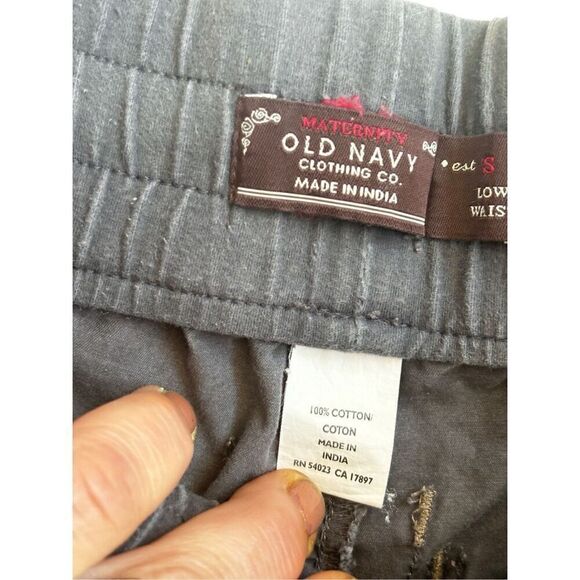 MATERNITY
OLD NAVY
CLOTHING CO.
MADE IN INDIA
est S
LOW
WAIS
100% COTTON/
COTON
MADE IN
INDIA
RN 54023 CA 17897